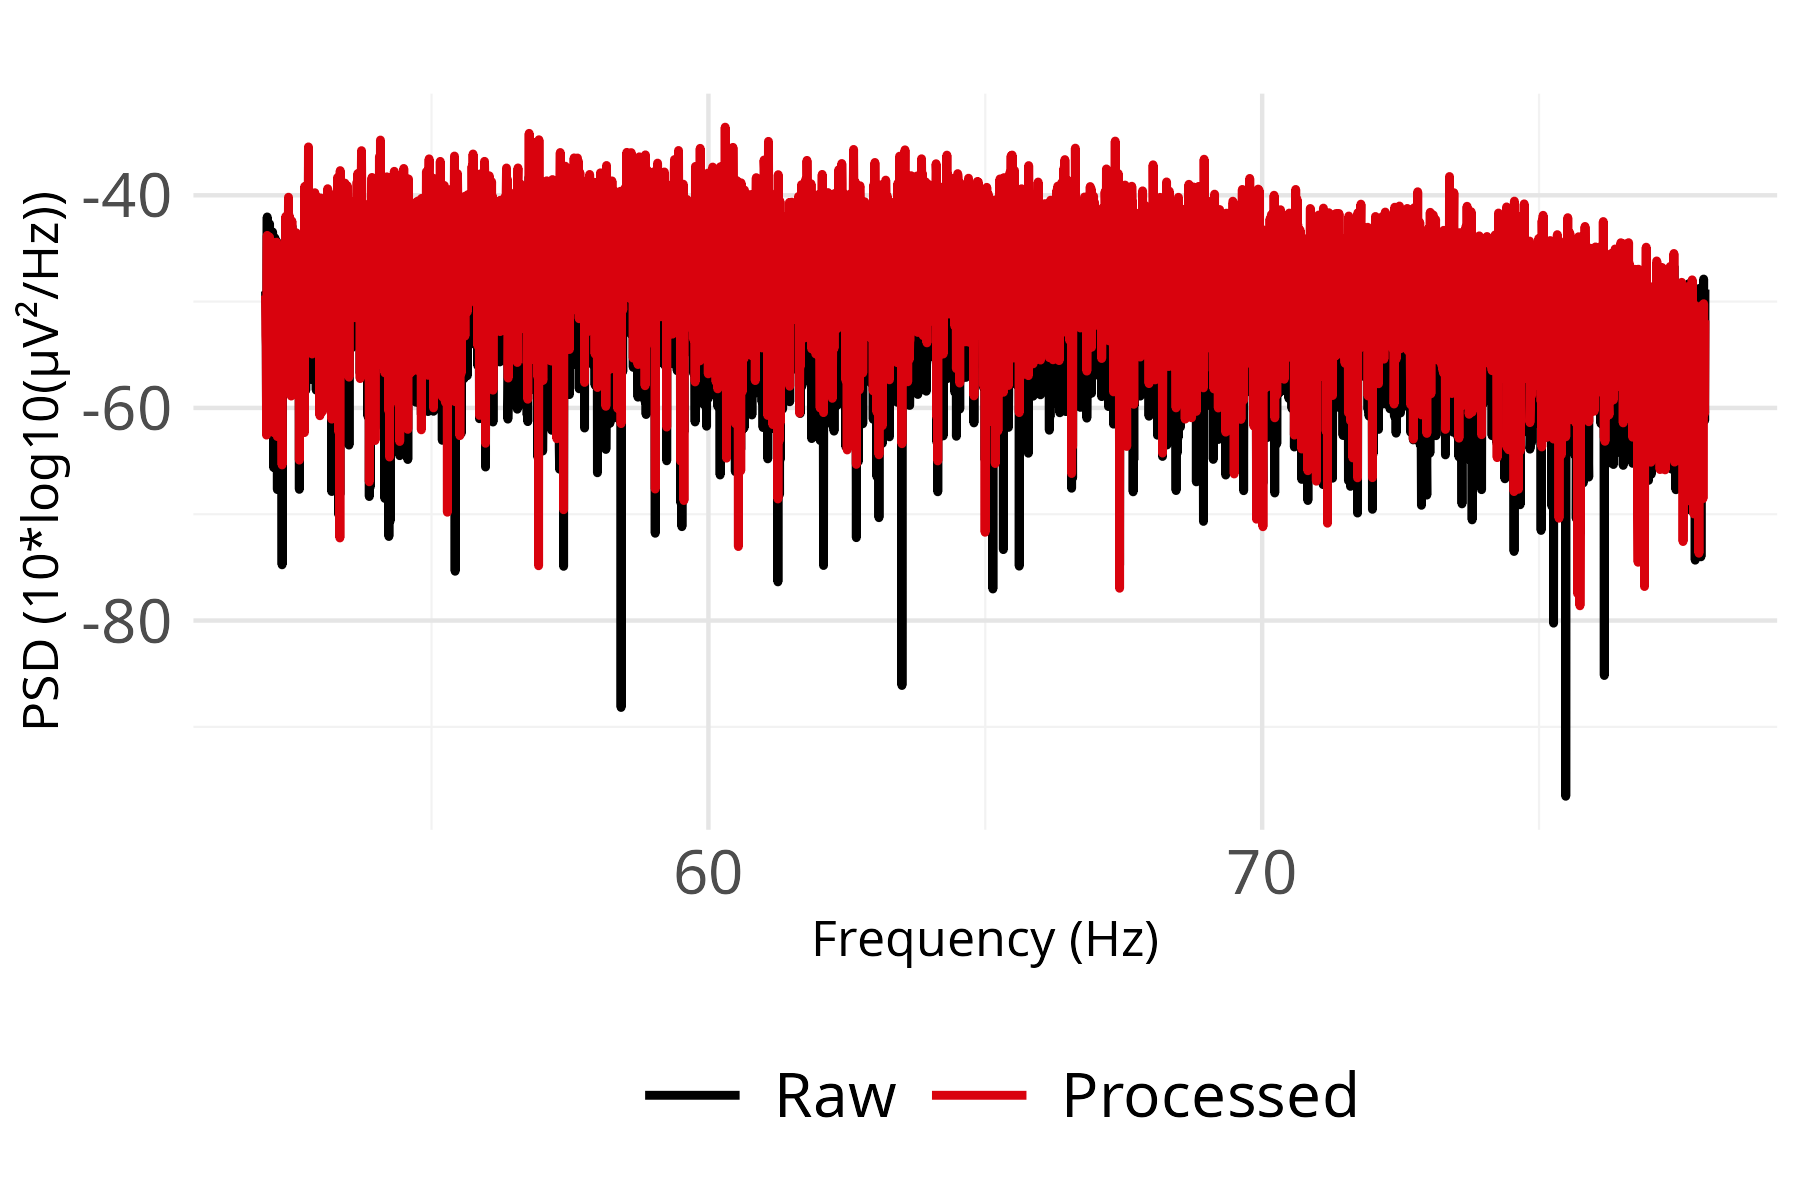 PSD (10*log10(µV²/Hz))
-40
-60
-80
60 70
Frequency (Hz)
Raw Processed